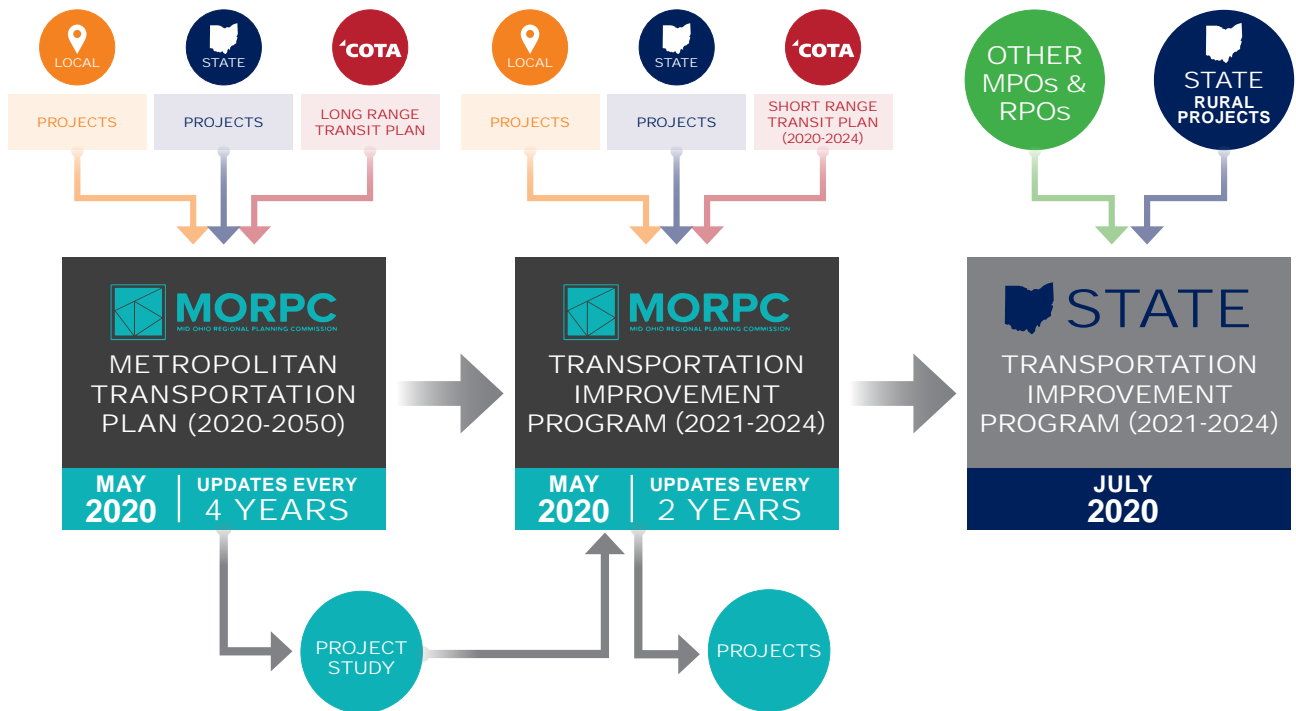 LOCAL
PROJECTS
STATE
PROJECTS
COTA
LONG RANGE
TRANSIT PLAN
LOCAL
PROJECTS
STATE
PROJECTS
COTA
SHORT RANGE
TRANSIT PLAN
(2020-2024)
OTHER
MPOs &
RPOs
STATE
RURAL
PROJECTS
MORPC
MID OHIO REGIONAL PLANNING COMMISSION
METROPOLITAN
TRANSPORTATION
PLAN (2020-2050)
MAY
2020
UPDATES EVERY
4 YEARS
MORPC
MID OHIO REGIONAL PLANNING COMMISSION
TRANSPORTATION
IMPROVEMENT
PROGRAM (2021-2024)
MAY
2020
UPDATES EVERY
2 YEARS
STATE
TRANSPORTATION
IMPROVEMENT
PROGRAM (2021-2024)
JULY
2020
PROJECT
STUDY
PROJECTS